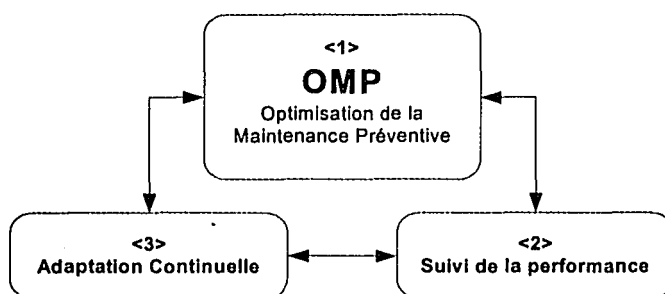 <1>
OMP
Optimisation de la
Maintenance Préventive
<3>
Adaptation Continuelle
<2>
Suivi de la performance